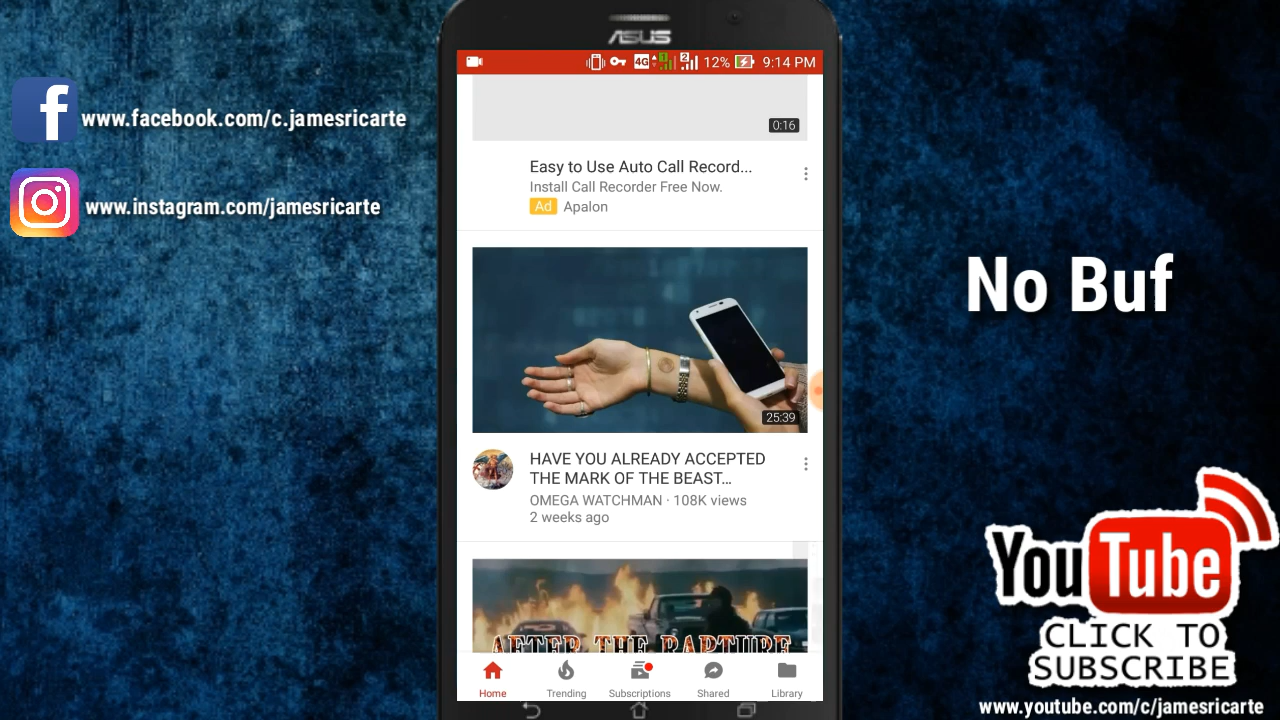 ASUS
4G
1
2
12%
9:14 PM
0:16
Easy to Use Auto Call Record...
Install Call Recorder Free Now.
Ad Apalon
25:39
HAVE YOU ALREADY ACCEPTED
THE MARK OF THE BEAST...
OMEGA WATCHMAN · 108K views
2 weeks ago
AFTER THE RAPTURE
Home
Trending
Subscriptions
Shared
Library
f www.facebook.com/c.jamesricarte
www.instagram.com/jamesricarte
No Buf
YouTube
CLICK TO
SUBSCRIBE
www.youtube.com/c/jamesricarte